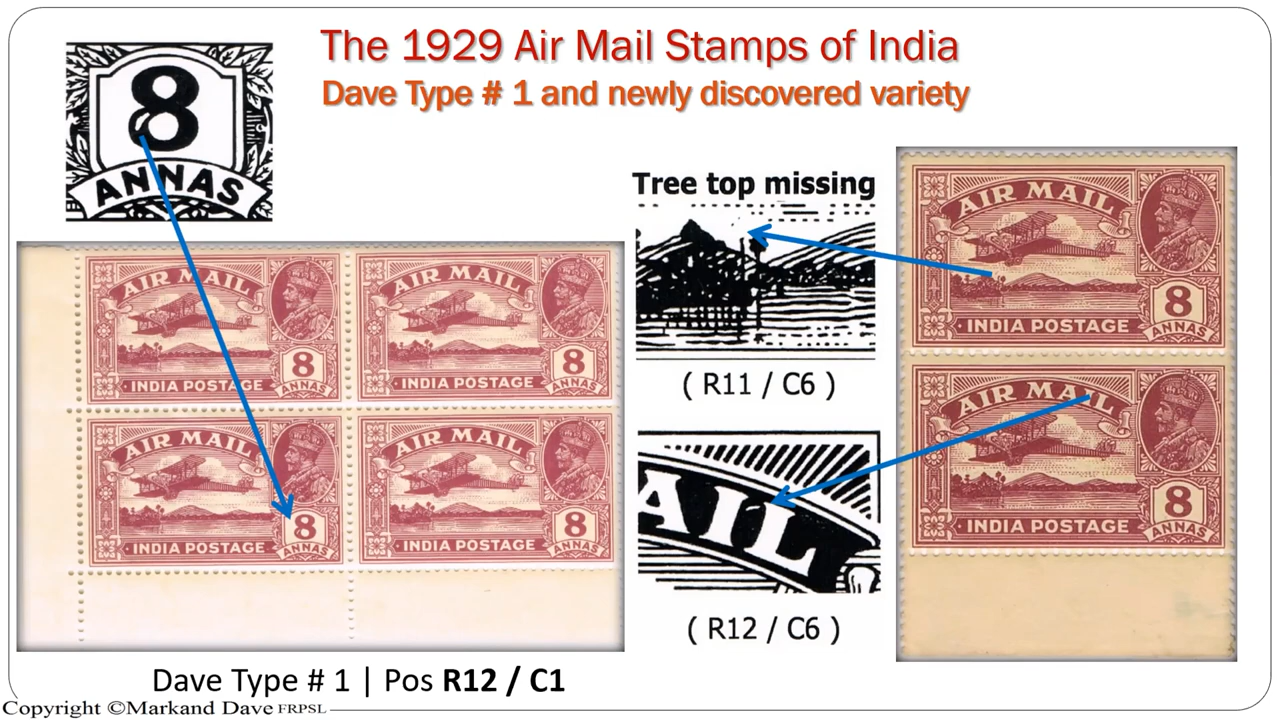 The 1929 Air Mail Stamps of India
Dave Type # 1 and newly discovered variety
8
ANNAS
Tree top missing
( R11 / C6 )
AIL
( R12 / C6 )
AIR MAIL
8
ANNAS
INDIA POSTAGE
AIR MAIL
8
ANNAS
INDIA POSTAGE
AIR MAIL
8
ANNAS
INDIA POSTAGE
AIR MAIL
8
ANNAS
INDIA POSTAGE
AIR MAIL
8
ANNAS
INDIA POSTAGE
AIR MAIL
8
ANNAS
INDIA POSTAGE
Dave Type # 1 | Pos R12 / C1
Copyright ©Markand Dave FRPSL